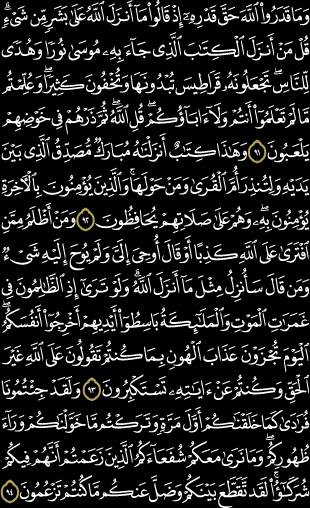 وَمَا قَدَرُوا۟ ٱللَّهَ حَقَّ قَدْرِهِۦٓ إِذْ قَالُوا۟ مَآ أَنزَلَ ٱللَّهُ عَلَىٰ بَشَرٍ مِّن شَىْءٍ ۗ
قُلْ مَنْ أَنزَلَ ٱلْكِتَـٰبَ ٱلَّذِى جَآءَ بِهِۦ مُوسَىٰ نُورًا وَهُدًى
لِّلنَّاسِ ۖ تَجْعَلُونَهُۥ قَرَاطِيسَ تُبْدُونَهَا وَتُخْفُونَ كَثِيرًا ۖ وَعُلِّمْتُم
مَّا لَمْ تَعْلَمُوٓا۟ أَنتُمْ وَلَآ ءَابَآؤُكُمْ ۖ قُلِ ٱللَّهُ ۖ ثُمَّ ذَرْهُمْ فِى خَوْضِهِمْ
يَلْعَبُونَ ٩١ وَهَـٰذَا كِتَـٰبٌ أَنزَلْنَـٰهُ مُبَارَكٌ مُّصَدِّقُ ٱلَّذِى بَيْنَ
يَدَيْهِ وَلِتُنذِرَ أُمَّ ٱلْقُرَىٰ وَمَنْ حَوْلَهَا ۚ وَٱلَّذِينَ يُؤْمِنُونَ بِٱلْـَٔاخِرَةِ
يُؤْمِنُونَ بِهِۦ ۖ وَهُمْ عَلَىٰ صَلَاتِهِمْ يُحَافِظُونَ ٩٢ وَمَنْ أَظْلَمُ مِمَّنِ
ٱفْتَرَىٰ عَلَى ٱللَّهِ كَذِبًا أَوْ قَالَ أُوحِىَ إِلَىَّ وَلَمْ يُوحَ إِلَيْهِ شَىْءٌ
وَمَن قَالَ سَأُنزِلُ مِثْلَ مَآ أَنزَلَ ٱللَّهُ ۗ وَلَوْ تَرَىٰٓ إِذِ ٱلظَّـٰلِمُونَ فِى
غَمَرَٰتِ ٱلْمَوْتِ وَٱلْمَلَـٰٓئِكَةُ بَاسِطُوٓا۟ أَيْدِيهِمْ أَخْرِجُوٓا۟ أَنفُسَكُمُ ۖ
ٱلْيَوْمَ تُجْزَوْنَ عَذَابَ ٱلْهُونِ بِمَا كُنتُمْ تَقُولُونَ عَلَى ٱللَّهِ غَيْرَ
ٱلْحَقِّ وَكُنتُمْ عَنْ ءَايَـٰتِهِۦ تَسْتَكْبِرُونَ ٩٣ وَلَقَدْ جِئْتُمُونَا
فُرَٰدَىٰ كَمَا خَلَقْنَـٰكُمْ أَوَّلَ مَرَّةٍ وَتَرَكْتُم مَّا خَوَّلْنَـٰكُمْ وَرَآءَ
ظُهُورِكُمْ ۖ وَمَا نَرَىٰ مَعَكُمْ شُفَعَآءَكُمُ ٱلَّذِينَ زَعَمْتُمْ أَنَّهُمْ فِيكُمْ
شُرَكَـٰٓؤُا۟ ۚ لَقَد تَّقَطَّعَ بَيْنَكُمْ وَضَلَّ عَنكُم مَّا كُنتُمْ تَزْعُمُونَ ٩٤